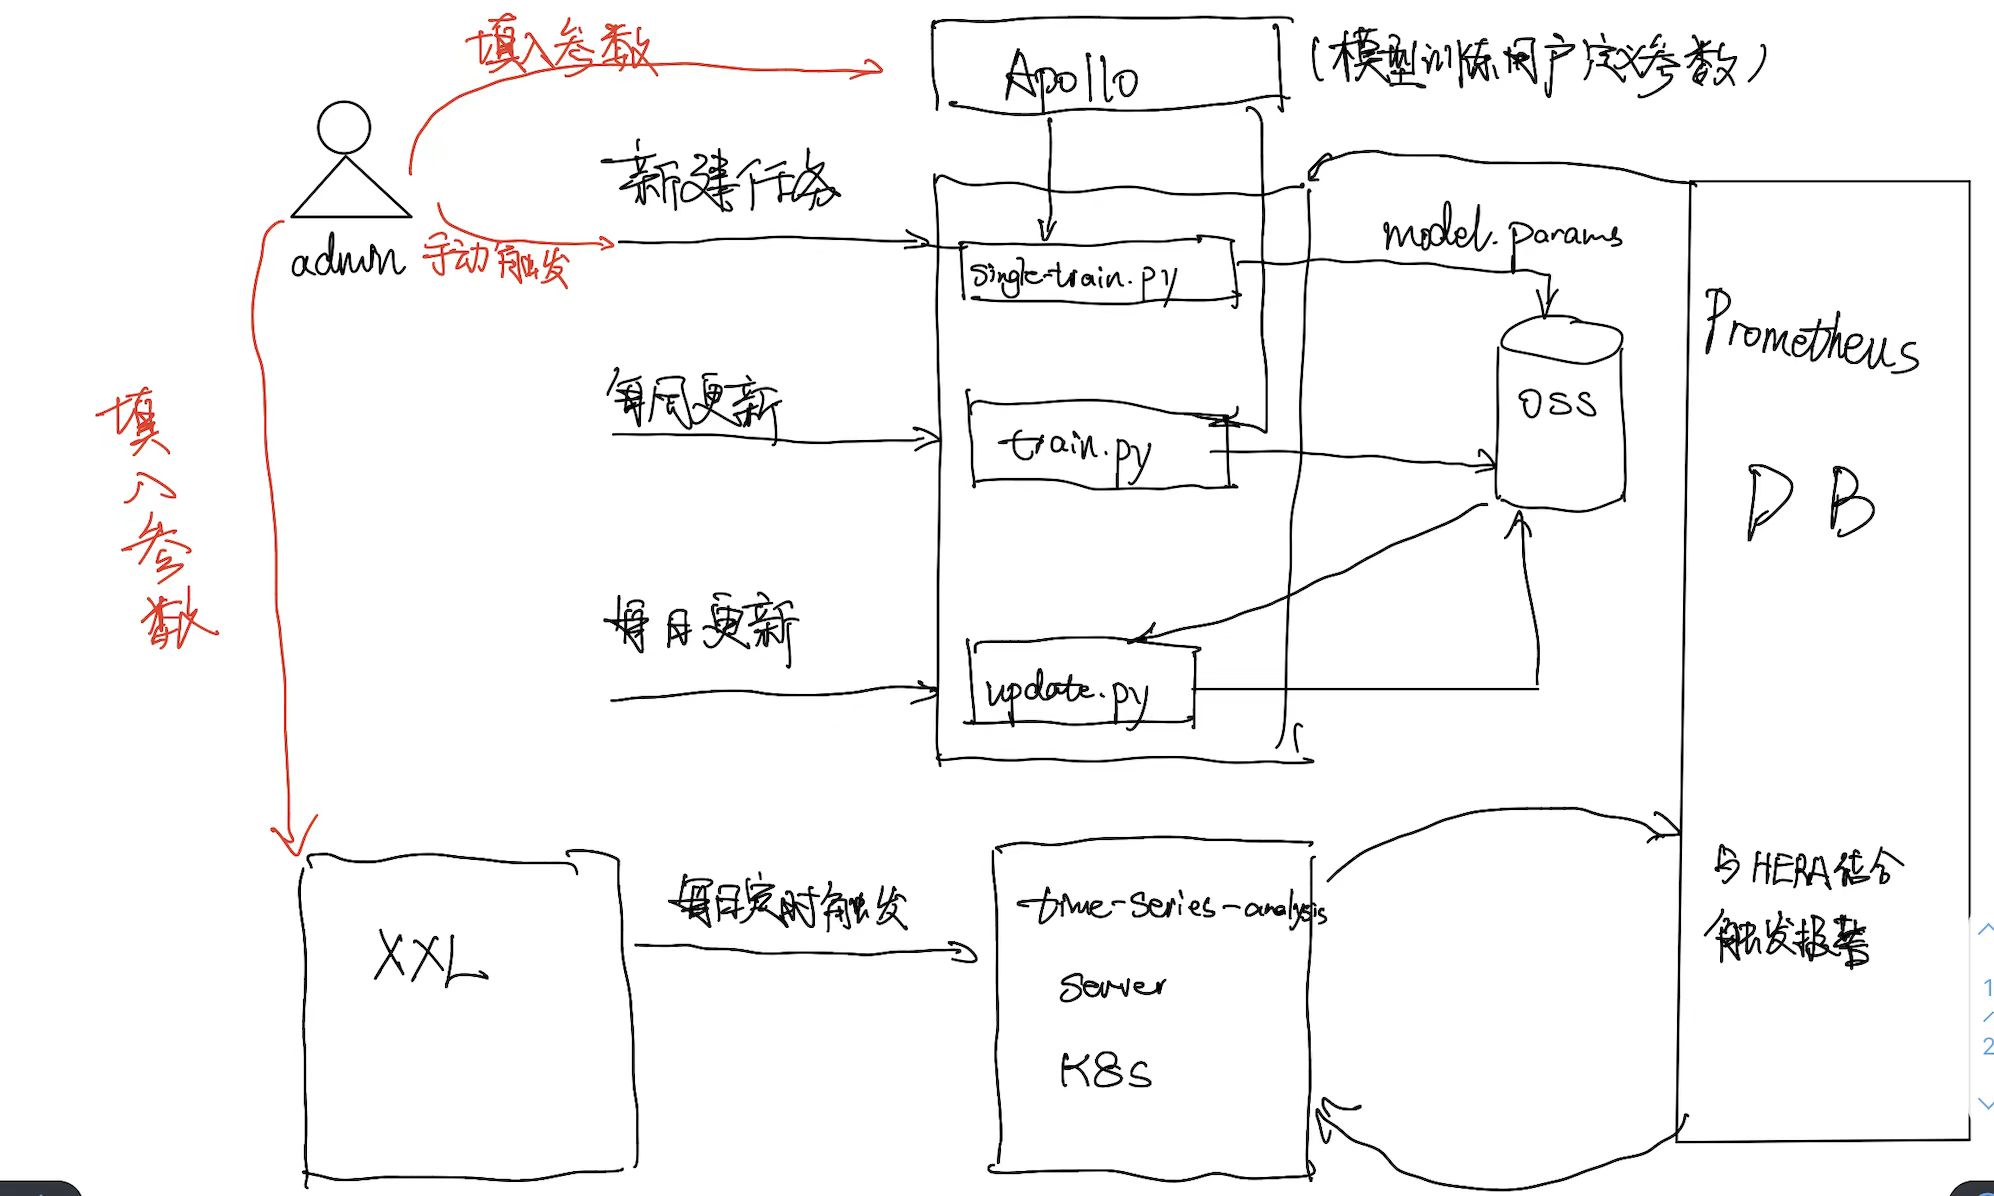 填入参数
Apollo
(模型训练用户定义参数)
新建任务
admin
手动触发
single-train.py
model.params
Prometheus
DB
每周更新
train.py
OSS
填入参数
每日更新
update.py
XXL
每日定时触发
time-series-analysis
server
K8S
与HERA结合
触发报警
1
/
2